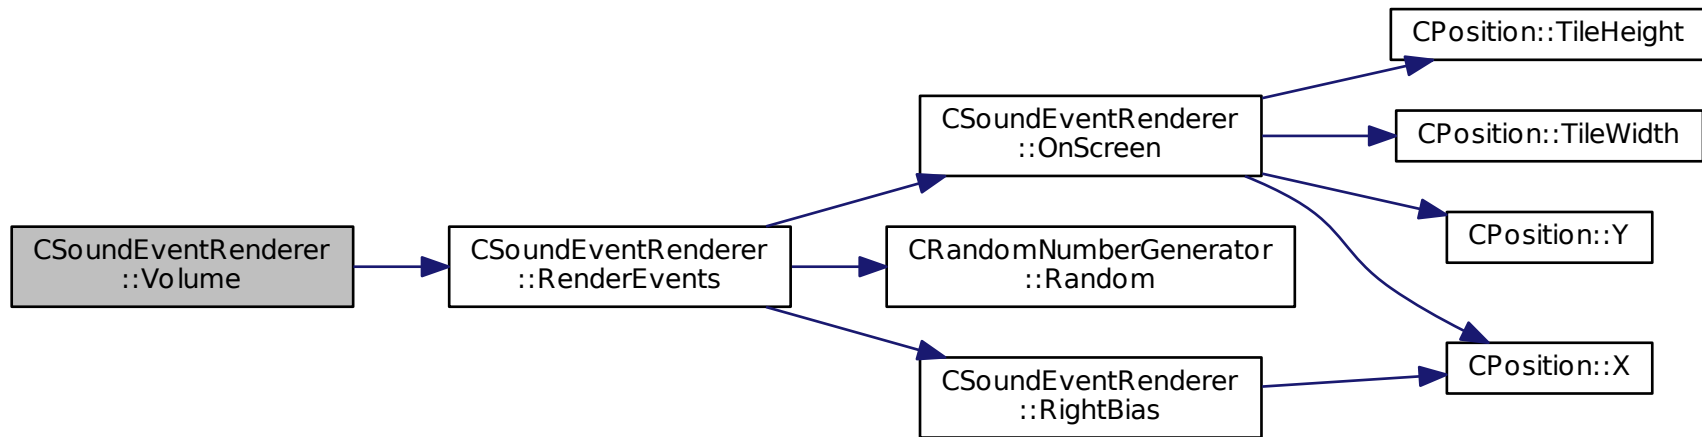 CSoundEventRenderer
::Volume
CSoundEventRenderer
::RenderEvents
CSoundEventRenderer
::OnScreen
CRandomNumberGenerator
::Random
CSoundEventRenderer
::RightBias
CPosition::TileHeight
CPosition::TileWidth
CPosition::Y
CPosition::X